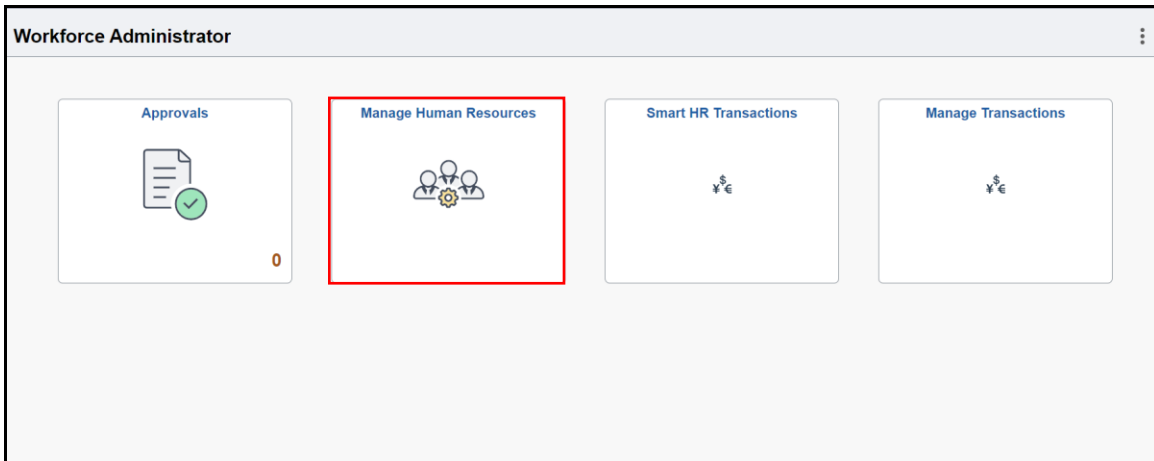 Workforce Administrator
Approvals
Manage Human Resources
Smart HR Transactions
Manage Transactions
¥$€
¥$€
0